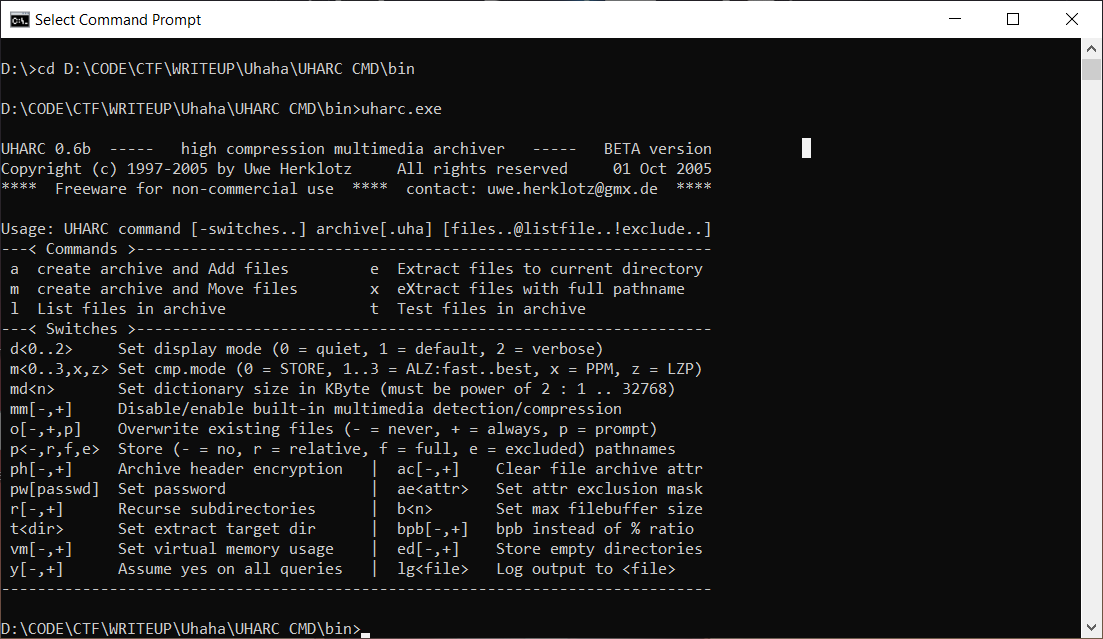 Select Command Prompt
D:\>cd D:\CODE\CTF\WRITEUP\Uhaha\UHARC CMD\bin
D:\CODE\CTF\WRITEUP\Uhaha\UHARC CMD\bin>uharc.exe
UHARC 0.6b  -----   high compression multimedia archiver   -----   BETA version
Copyright (c) 1997-2005 by Uwe Herklotz     All rights reserved     01 Oct 2005
****  Freeware for non-commercial use  ****  contact: uwe.herklotz@gmx.de  ****
Usage: UHARC command [-switches..] archive[.uha] [files..@listfile..!exclude..]
---< Commands >----------------------------------------------------------------
 a  create archive and Add files         e  Extract files to current directory
 m  create archive and Move files        x  eXtract files with full pathname
 l  List files in archive                t  Test files in archive
---< Switches >----------------------------------------------------------------
 d<0..2>     Set display mode (0 = quiet, 1 = default, 2 = verbose)
 m<0..3,x,z> Set cmp.mode (0 = STORE, 1..3 = ALZ:fast..best, x = PPM, z = LZP)
 md<n>       Set dictionary size in KByte (must be power of 2 : 1 .. 32768)
 mm[-,+]     Disable/enable built-in multimedia detection/compression
 o[-,+,p]    Overwrite existing files (- = never, + = always, p = prompt)
 p<-,r,f,e>  Store (- = no, r = relative, f = full, e = excluded) pathnames
 ph[-,+]     Archive header encryption   |  ac[-,+]    Clear file archive attr
 pw[passwd]  Set password                |  ae<attr>   Set attr exclusion mask
 r[-,+]      Recurse subdirectories      |  b<n>       Set max filebuffer size
 t<dir>      Set extract target dir      |  bpb[-,+]   bpb instead of % ratio
 vm[-,+]     Set virtual memory usage    |  ed[-,+]    Store empty directories
 y[-,+]      Assume yes on all queries   |  lg<file>   Log output to <file>
-------------------------------------------------------------------------------
D:\CODE\CTF\WRITEUP\Uhaha\UHARC CMD\bin>